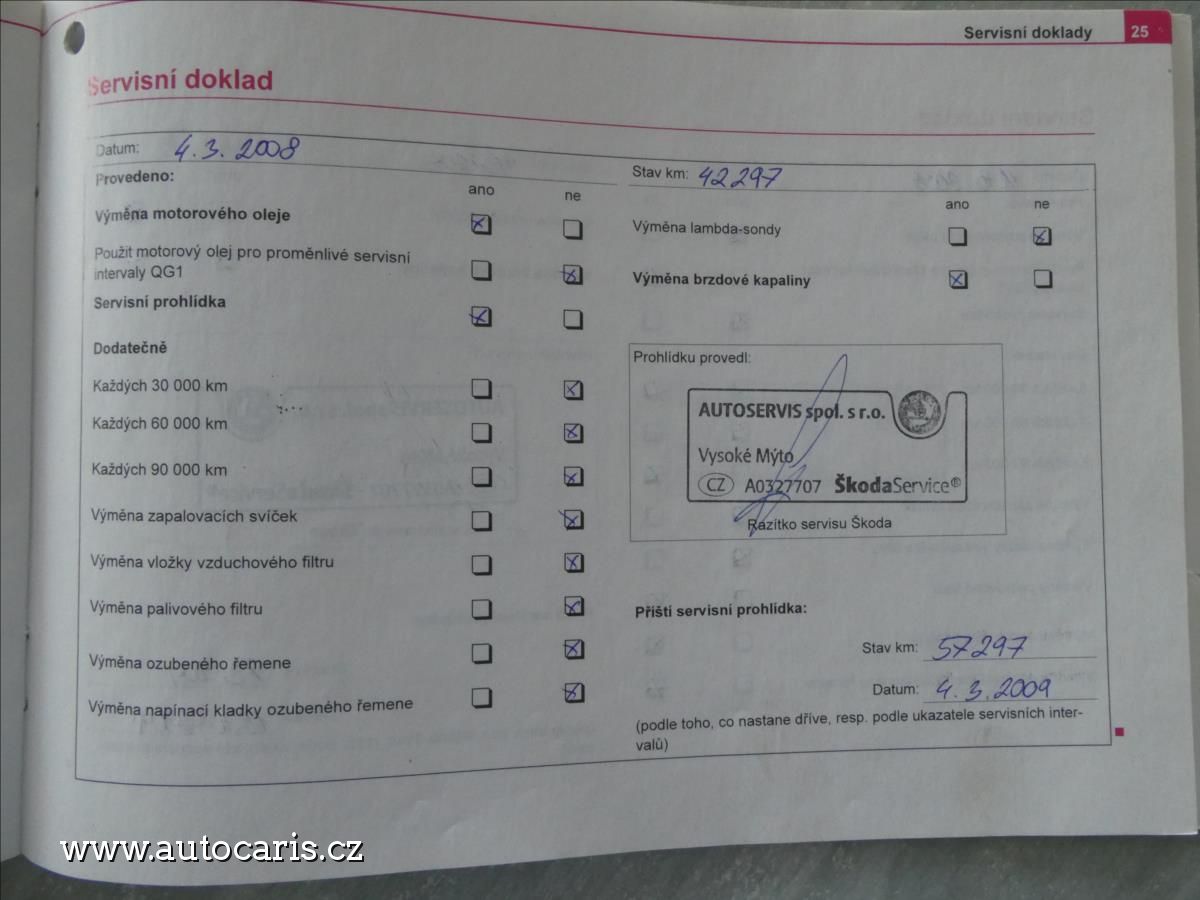 Servisní doklady 25
Servisní doklad
Datum: 4.3.2008
Provedeno:
ano ne
Výměna motorového oleje
Použit motorový olej pro proměnlivé servisní
intervaly QG1
Servisní prohlídka
Dodatečně
Každých 30 000 km
Každých 60 000 km
Každých 90 000 km
Výměna zapalovacích svíček
Výměna vložky vzduchového filtru
Výměna palivového filtru
Výměna ozubeného řemene
Výměna napínací kladky ozubeného řemene
Stav km: 42297
ano ne
Výměna lambda-sondy
Výměna brzdové kapaliny
Prohlídku provedl:
AUTOSERVIS spol. s r.o.
Vysoké Mýto
CZ A0327707 ŠkodaService®
Razítko servisu Škoda
Příští servisní prohlídka:
Stav km: 57297
Datum: 4.3.2009
(podle toho, co nastane dříve, resp. podle ukazatele servisních inter-
valů)
www.autocaris.cz